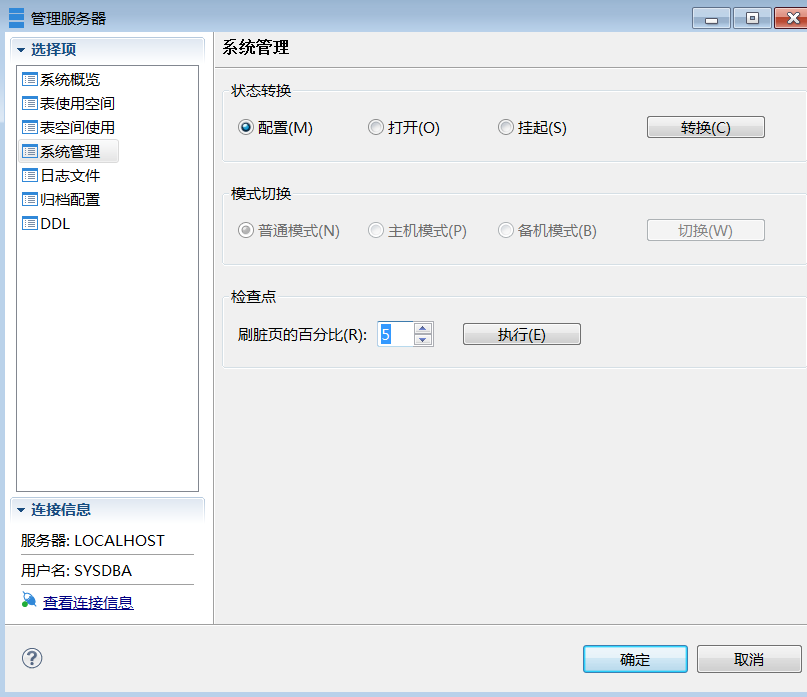 管理服务器
选择项
系统概览
表使用空间
表空间使用
系统管理
日志文件
归档配置
DDL
连接信息
服务器: LOCALHOST
用户名: SYSDBA
查看连接信息
系统管理
状态转换
配置(M) 打开(O) 挂起(S) 转换(C)
模式切换
普通模式(N) 主机模式(P) 备机模式(B) 切换(W)
检查点
刷脏页的百分比(R): 5 执行(E)
?
确定 取消